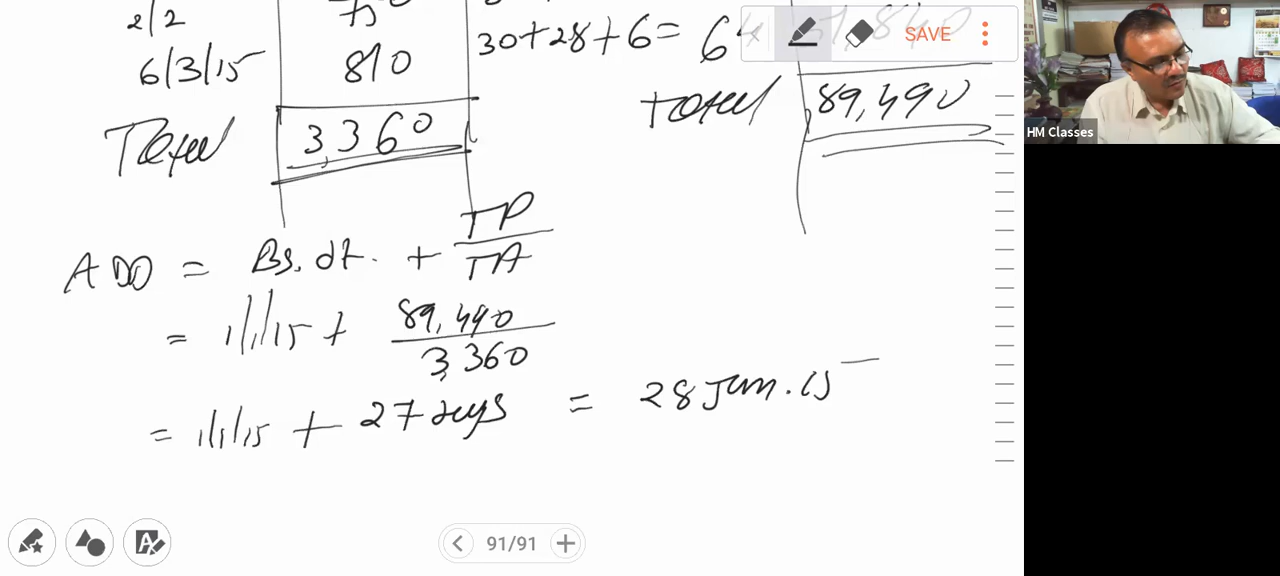 2/2
30+28+6= 64
SAVE
6/3/15 810
Total 3360
Total 89,490
HM Classes
ADD = Bs. dt. + TP/TA
= 1/1/15 + 89,490/3,360
= 1/1/15 + 27 days = 28 Jan. 15
91/91